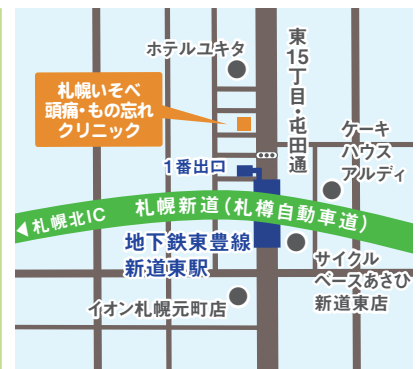 ホテルユキタ
東15丁目・屯田通
札幌いそべ
頭痛・もの忘れ
クリニック
ケーキ
ハウス
アルディ
1番出口
札幌北IC
札幌新道(札樽自動車道)
地下鉄東豊線
新道東駅
サイクル
ベースあさひ
新道東店
イオン札幌元町店